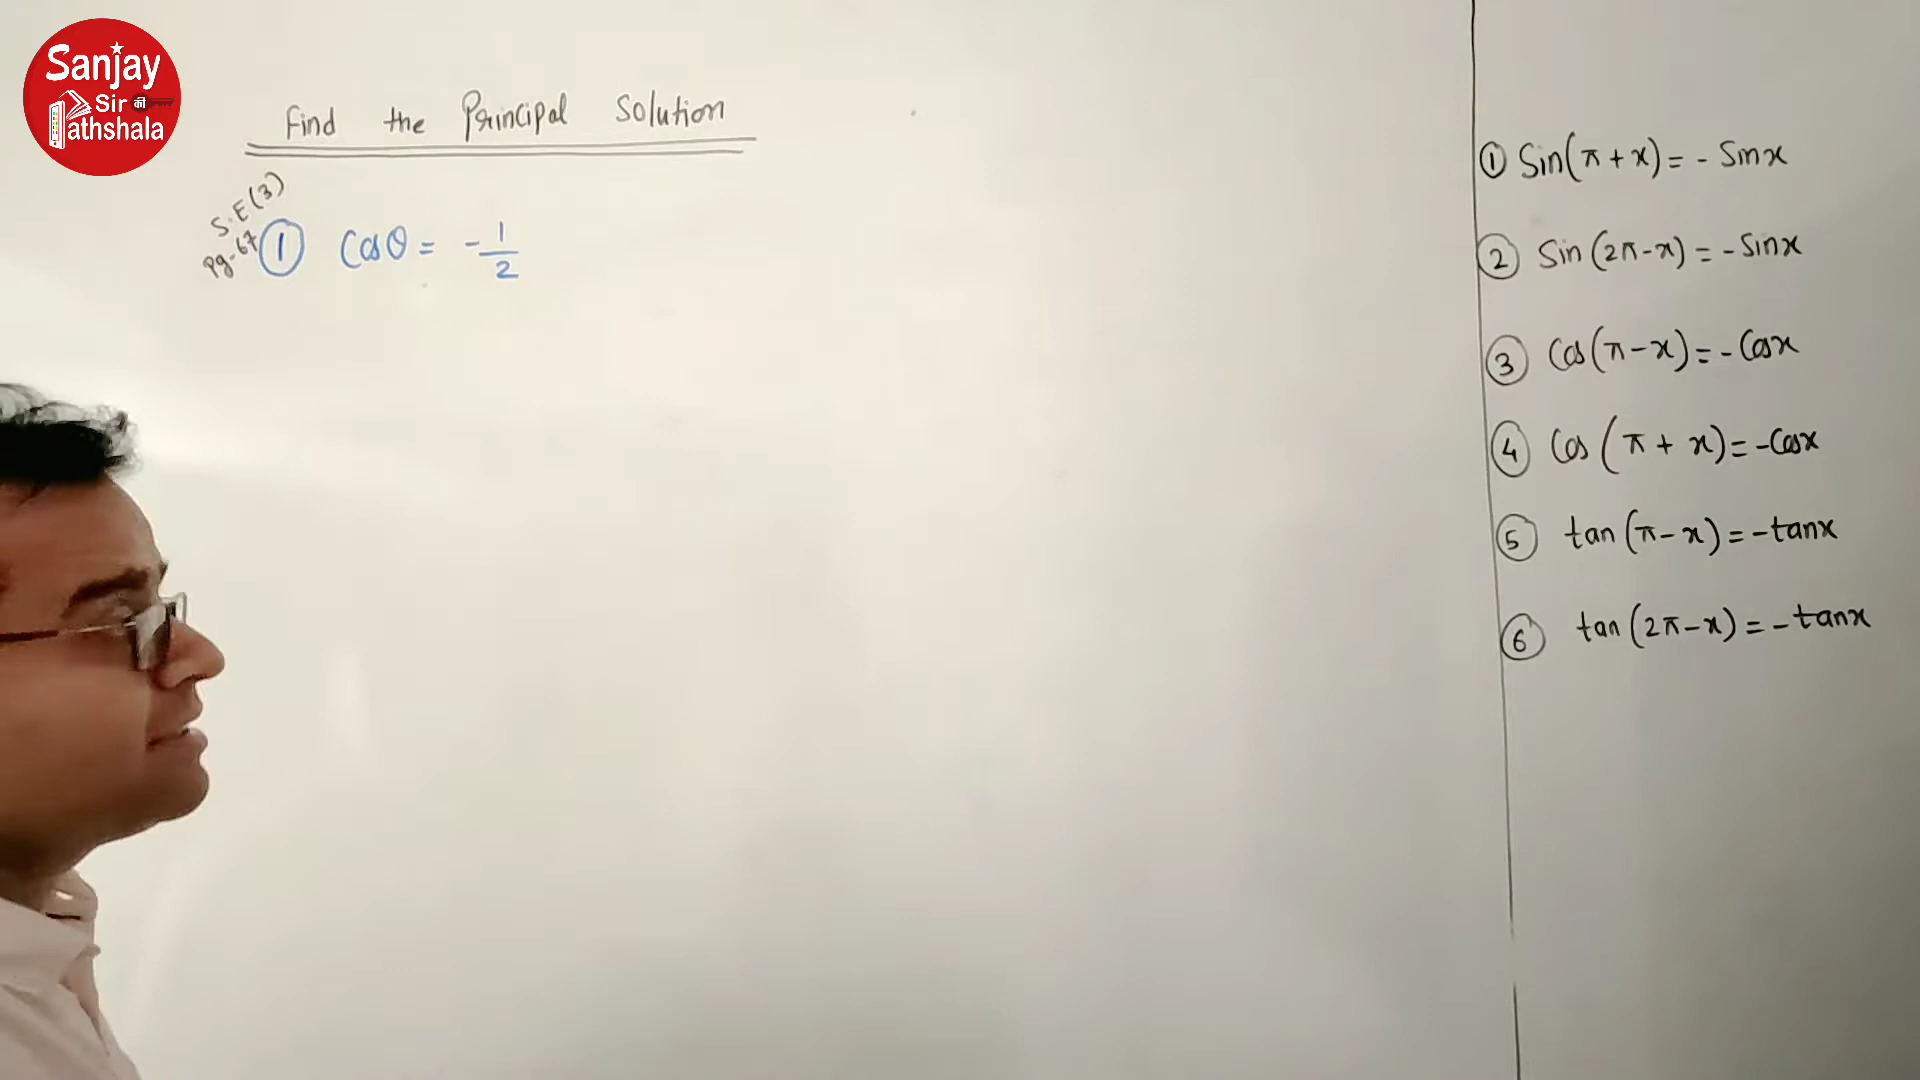 Sanjay
Sir की
Pathshala
Find the Principal Solution
S.E(3)
pg-67
① Cosθ = -1/2
① Sin(π+x) = - Sinx
② Sin(2π-x) = - Sinx
③ Cos(π-x) = - Cosx
④ Cos(π+x) = -Cosx
⑤ tan(π-x) = -tanx
⑥ tan(2π-x) = -tanx